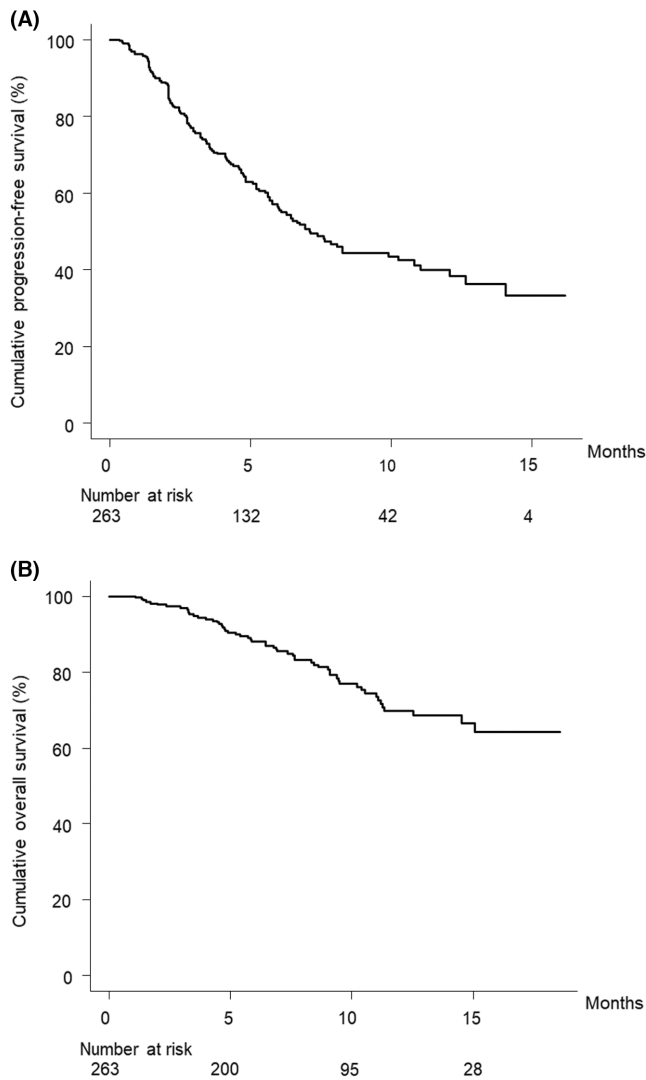 (A)
Cumulative progression-free survival (%)
100
80
60
40
20
0
0 5 10 15 Months
Number at risk
263 132 42 4
(B)
Cumulative overall survival (%)
100
80
60
40
20
0
0 5 10 15 Months
Number at risk
263 200 95 28